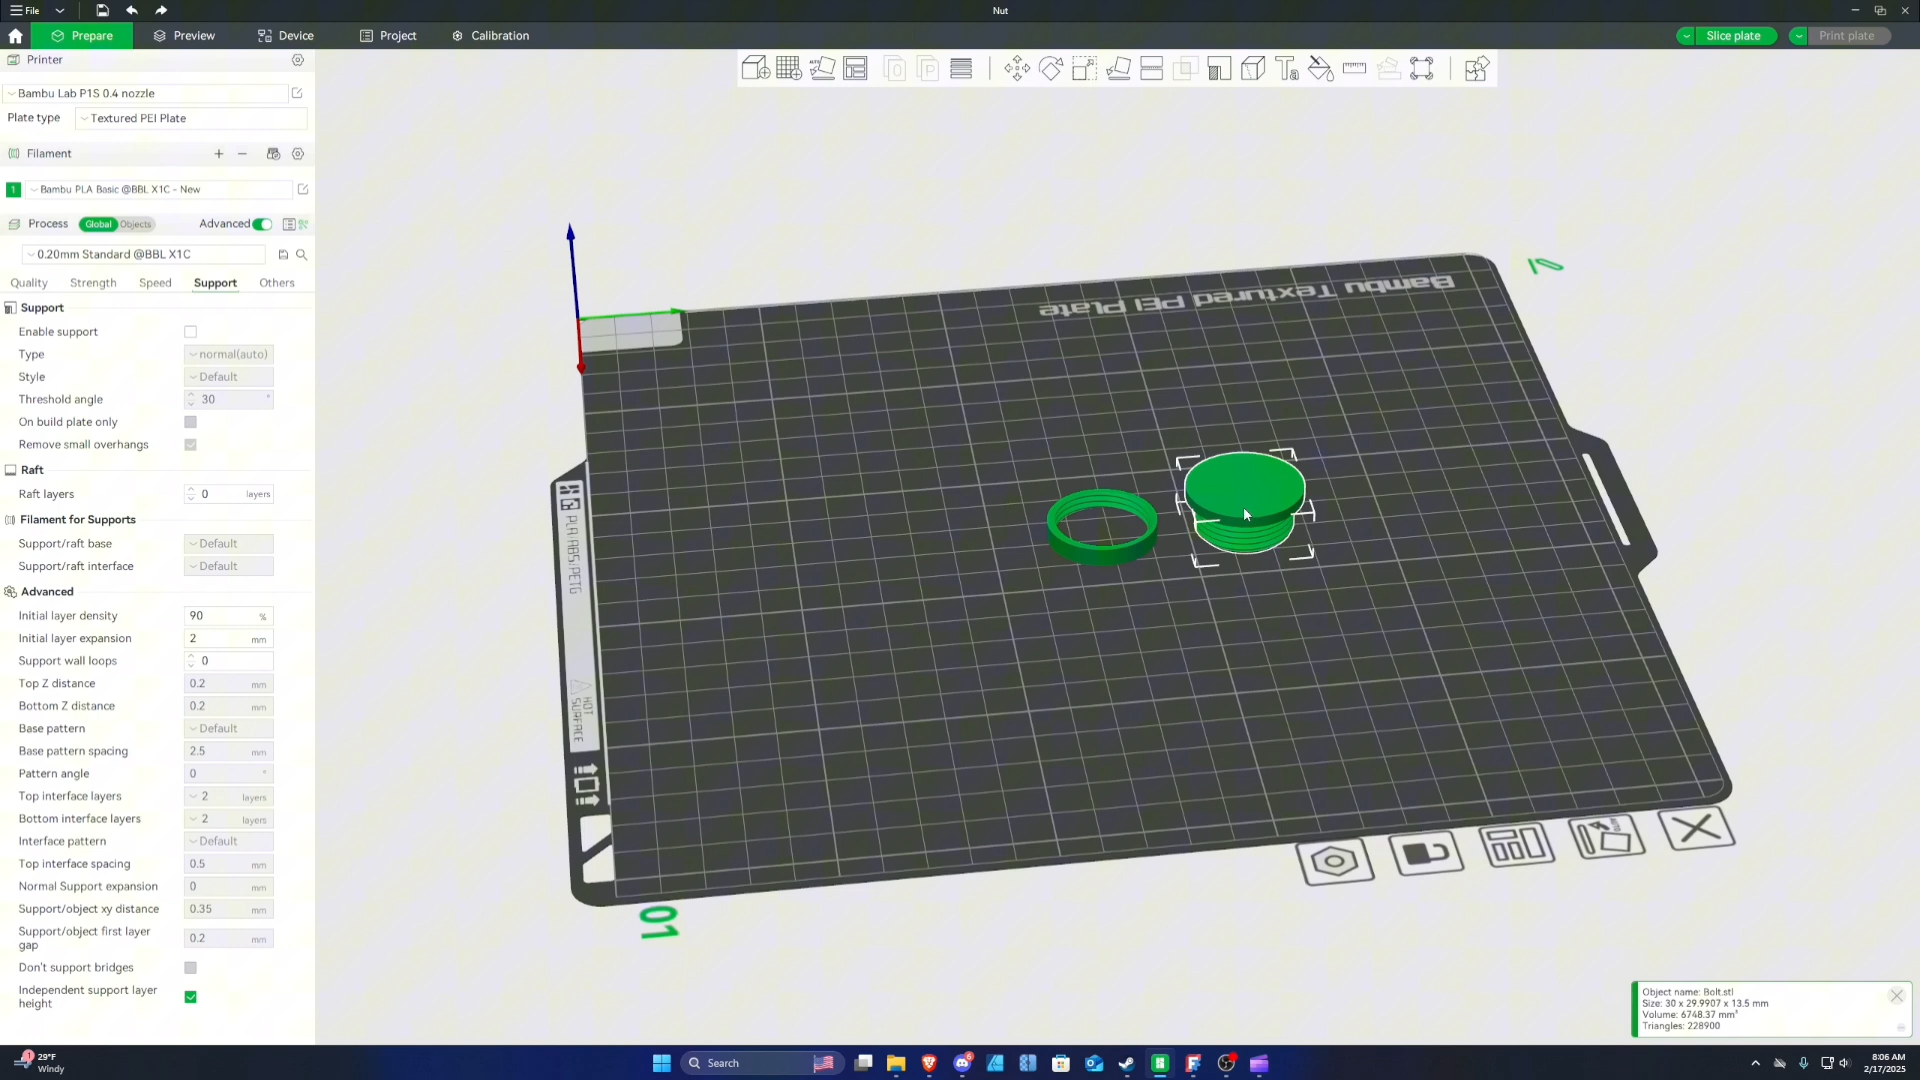 File
Nut
Prepare
Preview
Device
Project
Calibration
Slice plate
Print plate
Printer
Bambu Lab P1S 0.4 nozzle
Plate type
Textured PEI Plate
Filament
1
Bambu PLA Basic @BBL X1C - New
Process
Global
Objects
Advanced
0.20mm Standard @BBL X1C
Quality
Strength
Speed
Support
Others
Support
Enable support
Type
normal(auto)
Style
Default
Threshold angle
30 °
On build plate only
Remove small overhangs
Raft
Raft layers
0 layers
Filament for Supports
Support/raft base
Default
Support/raft interface
Default
Advanced
Initial layer density
90 %
Initial layer expansion
2 mm
Support wall loops
0
Top Z distance
0.2 mm
Bottom Z distance
0.2 mm
Base pattern
Default
Base pattern spacing
2.5 mm
Pattern angle
0 °
Top interface layers
2 layers
Bottom interface layers
2 layers
Interface pattern
Default
Top interface spacing
0.5 mm
Normal Support expansion
0 mm
Support/object xy distance
0.35 mm
Support/object first layer
gap
0.2 mm
Don't support bridges
Independent support layer
height
Bambu Textured PEI Plate
PLA/ABS/PETG
HOT
SURFACE
01
Object name: Bolt.stl
Size: 30 x 29.9907 x 13.5 mm
Volume: 6748.37 mm³
Triangles: 228900
1
29°F
Windy
Search
6
8:06 AM
2/17/2025